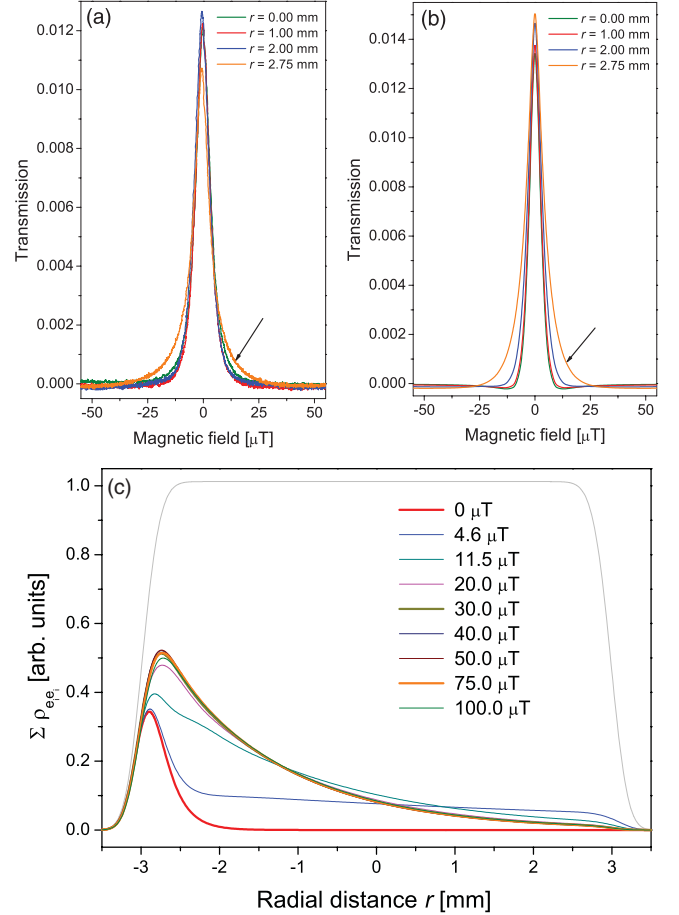 (a)
r = 0.00 mm
r = 1.00 mm
r = 2.00 mm
r = 2.75 mm
0.012
0.010
0.008
0.006
0.004
0.002
0.000
Transmission
-50 -25 0 25 50
Magnetic field [μT]
(b)
r = 0.00 mm
r = 1.00 mm
r = 2.00 mm
r = 2.75 mm
0.014
0.012
0.010
0.008
0.006
0.004
0.002
0.000
Transmission
-50 -25 0 25 50
Magnetic field [μT]
(c)
0 μT
4.6 μT
11.5 μT
20.0 μT
30.0 μT
40.0 μT
50.0 μT
75.0 μT
100.0 μT
1.0
0.8
0.6
0.4
0.2
0.0
Σ ρeiei [arb. units]
-3 -2 -1 0 1 2 3
Radial distance r [mm]